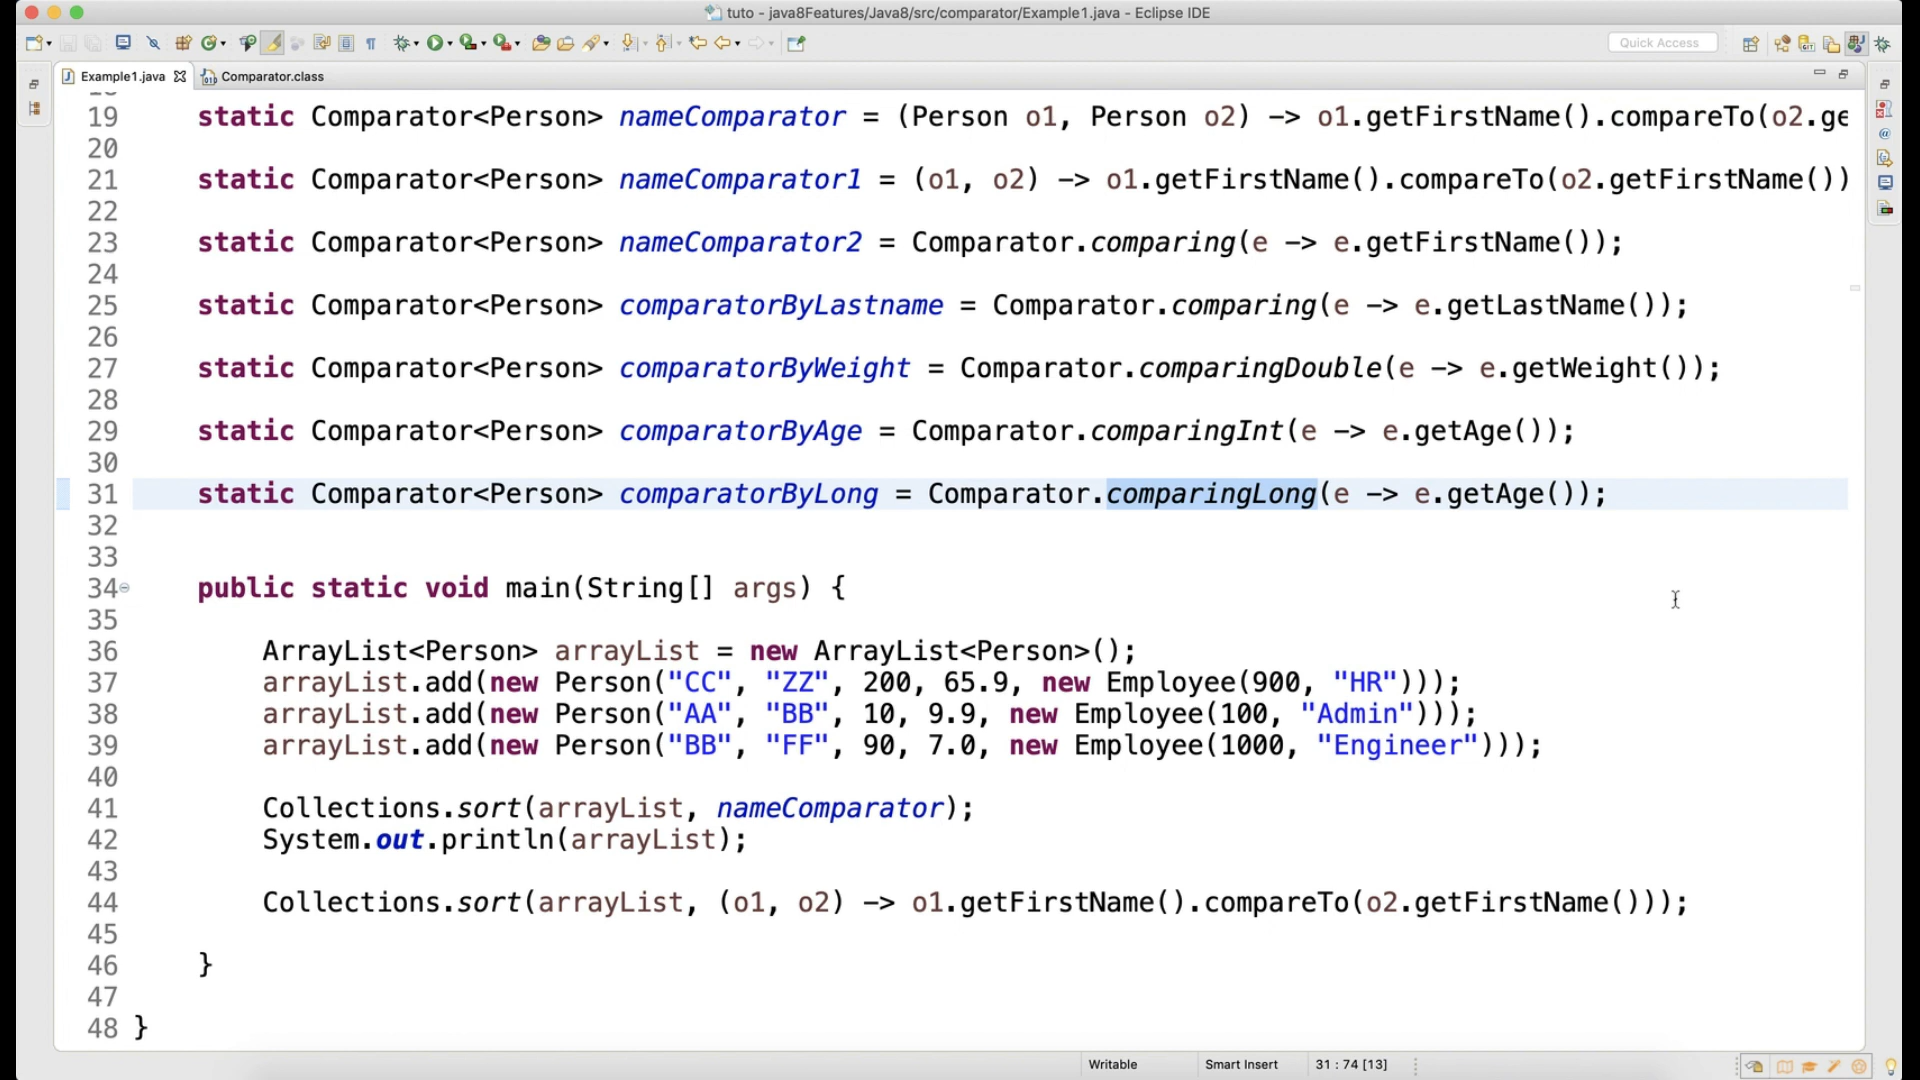 tuto - java8Features/Java8/src/comparator/Example1.java - Eclipse IDE
Quick Access
Example1.java Comparator.class
19 static Comparator<Person> nameComparator = (Person o1, Person o2) -> o1.getFirstName().compareTo(o2.ge
20
21 static Comparator<Person> nameComparator1 = (o1, o2) -> o1.getFirstName().compareTo(o2.getFirstName())
22
23 static Comparator<Person> nameComparator2 = Comparator.comparing(e -> e.getFirstName());
24
25 static Comparator<Person> comparatorByLastname = Comparator.comparing(e -> e.getLastName());
26
27 static Comparator<Person> comparatorByWeight = Comparator.comparingDouble(e -> e.getWeight());
28
29 static Comparator<Person> comparatorByAge = Comparator.comparingInt(e -> e.getAge());
30
31 static Comparator<Person> comparatorByLong = Comparator.comparingLong(e -> e.getAge());
32
33
34 public static void main(String[] args) {
35
36 ArrayList<Person> arrayList = new ArrayList<Person>();
37 arrayList.add(new Person("CC", "ZZ", 200, 65.9, new Employee(900, "HR")));
38 arrayList.add(new Person("AA", "BB", 10, 9.9, new Employee(100, "Admin")));
39 arrayList.add(new Person("BB", "FF", 90, 7.0, new Employee(1000, "Engineer")));
40
41 Collections.sort(arrayList, nameComparator);
42 System.out.println(arrayList);
43
44 Collections.sort(arrayList, (o1, o2) -> o1.getFirstName().compareTo(o2.getFirstName()));
45
46 }
47
48 }
Writable Smart Insert 31 : 74 [13]